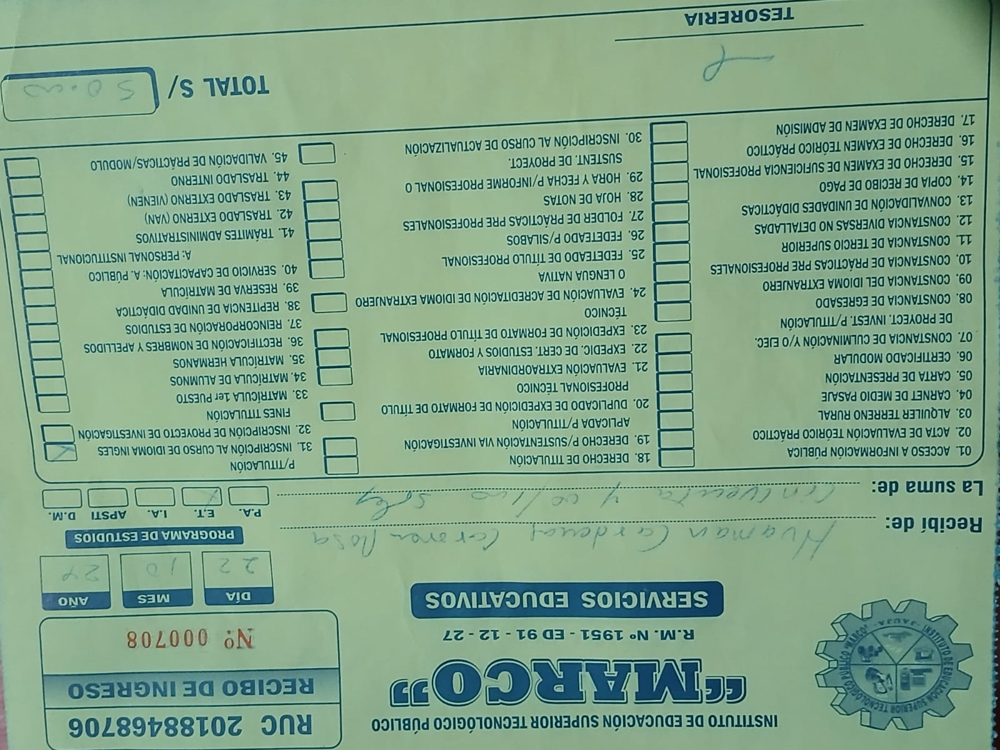 INSTITUTO DE EDUCACIÓN SUPERIOR TECNOLÓGICO PÚBLICO
“MARCO”
R.M. Nº 1951 - ED 91 - 12 - 27
SERVICIOS EDUCATIVOS
INSTITUTO DE EDUCACION SUPERIOR TECNOLOGICO PUBLICO "MARCO"
- JAUJA -
RUC 20188468706
RECIBO DE INGRESO
Nº 000708
DÍA MES AÑO
22 10 24
Recibí de: Huaman Cardenas Carmen Rosa
La suma de: Cincuenta y 00/100 soles
PROGRAMA DE ESTUDIOS
P.A. E.T. I.A. APSTI D.M.
X
01. ACCESO A INFORMACIÓN PÚBLICA
02. ACTA DE EVALUACIÓN TEÓRICO PRÁCTICO
03. ALQUILER TERRENO RURAL
04. CARNET DE MEDIO PASAJE
05. CARTA DE PRESENTACIÓN
06. CERTIFICADO MODULAR
07. CONSTANCIA DE CULMINACIÓN Y/O EJEC.
DE PROYECT. INVEST. P/TITULACIÓN
08. CONSTANCIA DE EGRESADO
09. CONSTANCIA DEL IDIOMA EXTRANJERO
10. CONSTANCIA DE PRÁCTICAS PRE PROFESIONALES
11. CONSTANCIA DE TERCIO SUPERIOR
12. CONSTANCIA DIVERSAS NO DETALLADAS
13. CONVALIDACIÓN DE UNIDADES DIDÁCTICAS
14. COPIA DE RECIBO DE PAGO
15. DERECHO DE EXAMEN DE SUFICIENCIA PROFESIONAL
16. DERECHO DE EXAMEN TEÓRICO PRÁCTICO
17. DERECHO DE EXAMEN DE ADMISIÓN
18. DERECHO DE TITULACIÓN
19. DERECHO P/SUSTENTACIÓN VIA INVESTIGACIÓN
APLICADA P/TITULACIÓN
20. DUPLICADO DE EXPEDICIÓN DE FORMATO DE TÍTULO
PROFESIONAL TÉCNICO
21. EVALUACIÓN EXTRAORDINARIA
22. EXPEDIC. DE CERT. ESTUDIOS Y FORMATO
23. EXPEDICIÓN DE FORMATO DE TÍTULO PROFESIONAL
TÉCNICO
24. EVALUACIÓN DE ACREDITACIÓN DE IDIOMA EXTRANJERO
O LENGUA NATIVA
25. FEDETEADO DE TÍTULO PROFESIONAL
26. FEDETEADO P/SILABOS
27. FOLDER DE PRÁCTICAS PRE PROFESIONALES
28. HOJA DE NOTAS
29. HORA Y FECHA P/INFORME PROFESIONAL O
SUSTENT. DE PROYECT.
30. INSCRIPCIÓN AL CURSO DE ACTUALIZACIÓN
P/TITULACIÓN
31. INSCRIPCIÓN AL CURSO DE IDIOMA INGLES X
32. INSCRIPCIÓN DE PROYECTO DE INVESTIGACIÓN
FINES TITULACIÓN
33. MATRÍCULA 1er PUESTO
34. MATRÍCULA DE ALUMNOS
35. MATRÍCULA HERMANOS
36. RECTIFICACIÓN DE NOMBRES Y APELLIDOS
37. REINCORPORACIÓN DE ESTUDIOS
38. REPITENCIA DE UNIDAD DIDÁCTICA
39. RESERVA DE MATRÍCULA
40. SERVICIO DE CAPACITACIÓN: A. PÚBLICO
A: PERSONAL INSTITUCIONAL
41. TRÁMITES ADMINISTRATIVOS
42. TRASLADO EXTERNO (VAN)
43. TRASLADO EXTERNO (VIENEN)
44. TRASLADO INTERNO
45. VALIDACIÓN DE PRÁCTICAS/MODULO
TOTAL S/ 50.00
TESORERIA